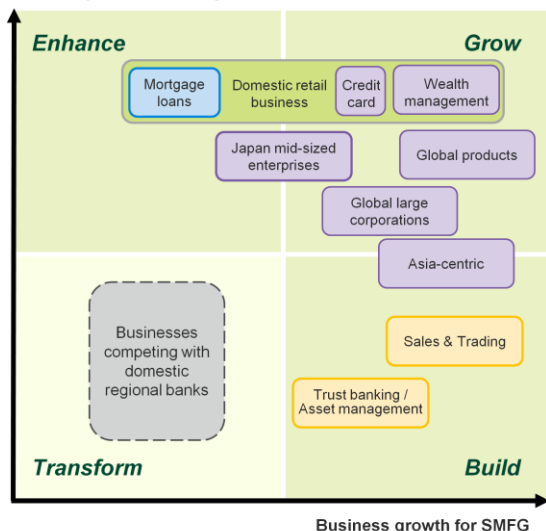 Enhance
Grow
Mortgage
loans
Domestic retail
business
Credit
card
Wealth
management
Japan mid-sized
enterprises
Global products
Global large
corporations
Asia-centric
Businesses
competing with
domestic
regional banks
Sales & Trading
Trust banking /
Asset management
Transform
Build
Business growth for SMFG